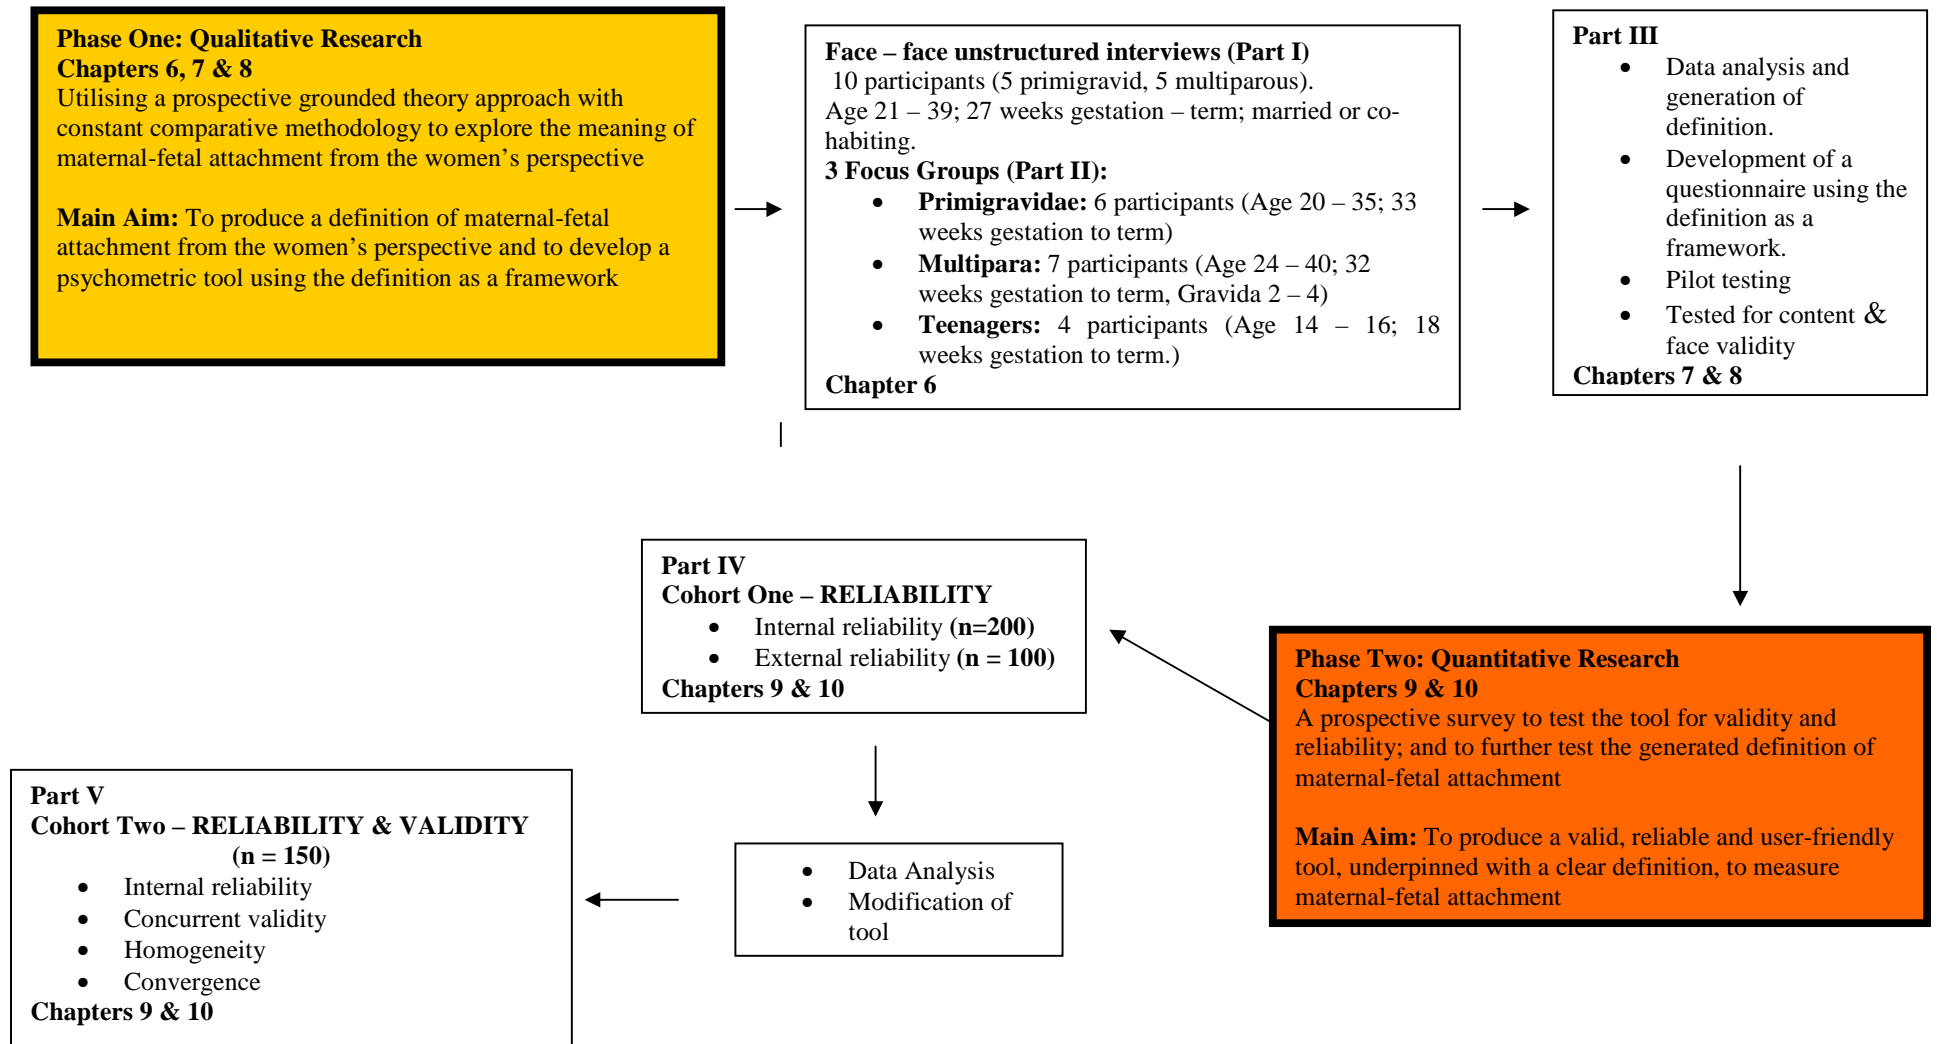 Phase One: Qualitative Research
Chapters 6, 7 & 8
Utilising a prospective grounded theory approach with
constant comparative methodology to explore the meaning of
maternal-fetal attachment from the women’s perspective
Main Aim: To produce a definition of maternal-fetal
attachment from the women’s perspective and to develop a
psychometric tool using the definition as a framework
Face – face unstructured interviews (Part I)
10 participants (5 primigravid, 5 multiparous).
Age 21 – 39; 27 weeks gestation – term; married or co-
habiting.
3 Focus Groups (Part II):
• Primigravidae: 6 participants (Age 20 – 35; 33
weeks gestation to term)
• Multipara: 7 participants (Age 24 – 40; 32
weeks gestation to term, Gravida 2 – 4)
• Teenagers: 4 participants (Age 14 – 16; 18
weeks gestation to term.)
Chapter 6
Part III
• Data analysis and
generation of
definition.
• Development of a
questionnaire using the
definition as a
framework.
• Pilot testing
• Tested for content &
face validity
Chapters 7 & 8
Phase Two: Quantitative Research
Chapters 9 & 10
A prospective survey to test the tool for validity and
reliability; and to further test the generated definition of
maternal-fetal attachment
Main Aim: To produce a valid, reliable and user-friendly
tool, underpinned with a clear definition, to measure
maternal-fetal attachment
Part IV
Cohort One – RELIABILITY
• Internal reliability (n=200)
• External reliability (n = 100)
Chapters 9 & 10
• Data Analysis
• Modification of
tool
Part V
Cohort Two – RELIABILITY & VALIDITY
(n = 150)
• Internal reliability
• Concurrent validity
• Homogeneity
• Convergence
Chapters 9 & 10